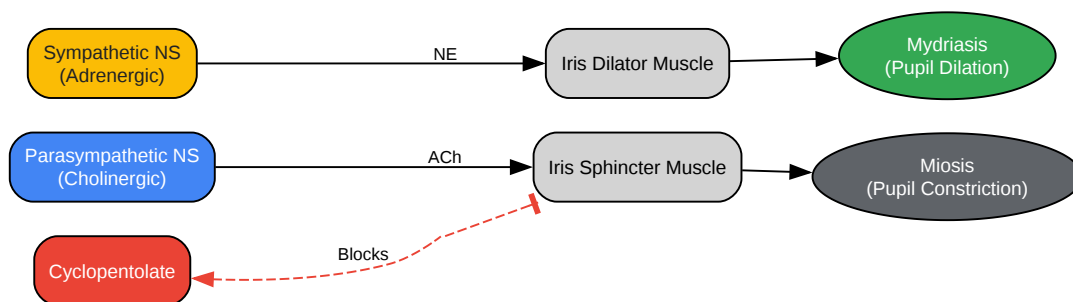 Sympathetic NS
(Adrenergic)
NE
Iris Dilator Muscle
Mydriasis
(Pupil Dilation)
Parasympathetic NS
(Cholinergic)
ACh
Iris Sphincter Muscle
Miosis
(Pupil Constriction)
Blocks
Cyclopentolate